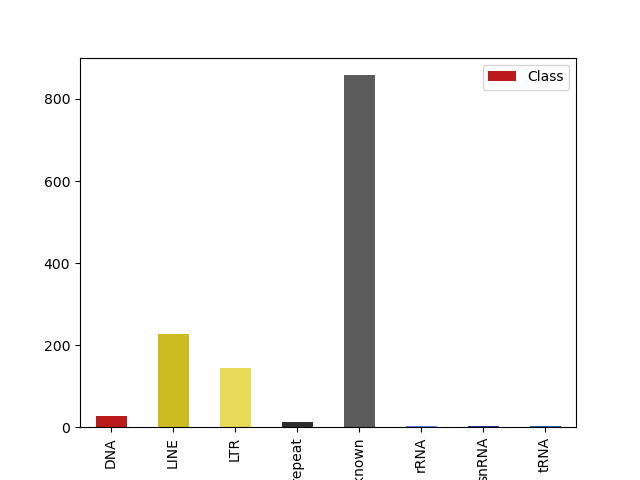 Class
800
600
400
200
0
DNA
LINE
LTR
repeat
known
rRNA
snRNA
tRNA